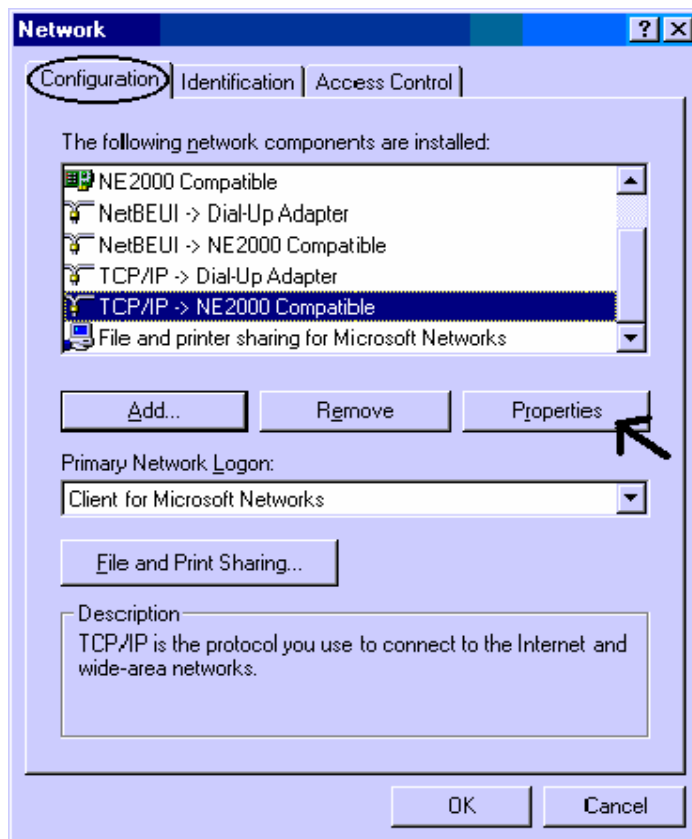 Network
Configuration Identification Access Control
The following network components are installed:
NE2000 Compatible
NetBEUI -> Dial-Up Adapter
NetBEUI -> NE2000 Compatible
TCP/IP -> Dial-Up Adapter
TCP/IP -> NE2000 Compatible
File and printer sharing for Microsoft Networks
Add... Remove Properties
Primary Network Logon:
Client for Microsoft Networks
File and Print Sharing...
Description
TCP/IP is the protocol you use to connect to the Internet and
wide-area networks.
OK Cancel